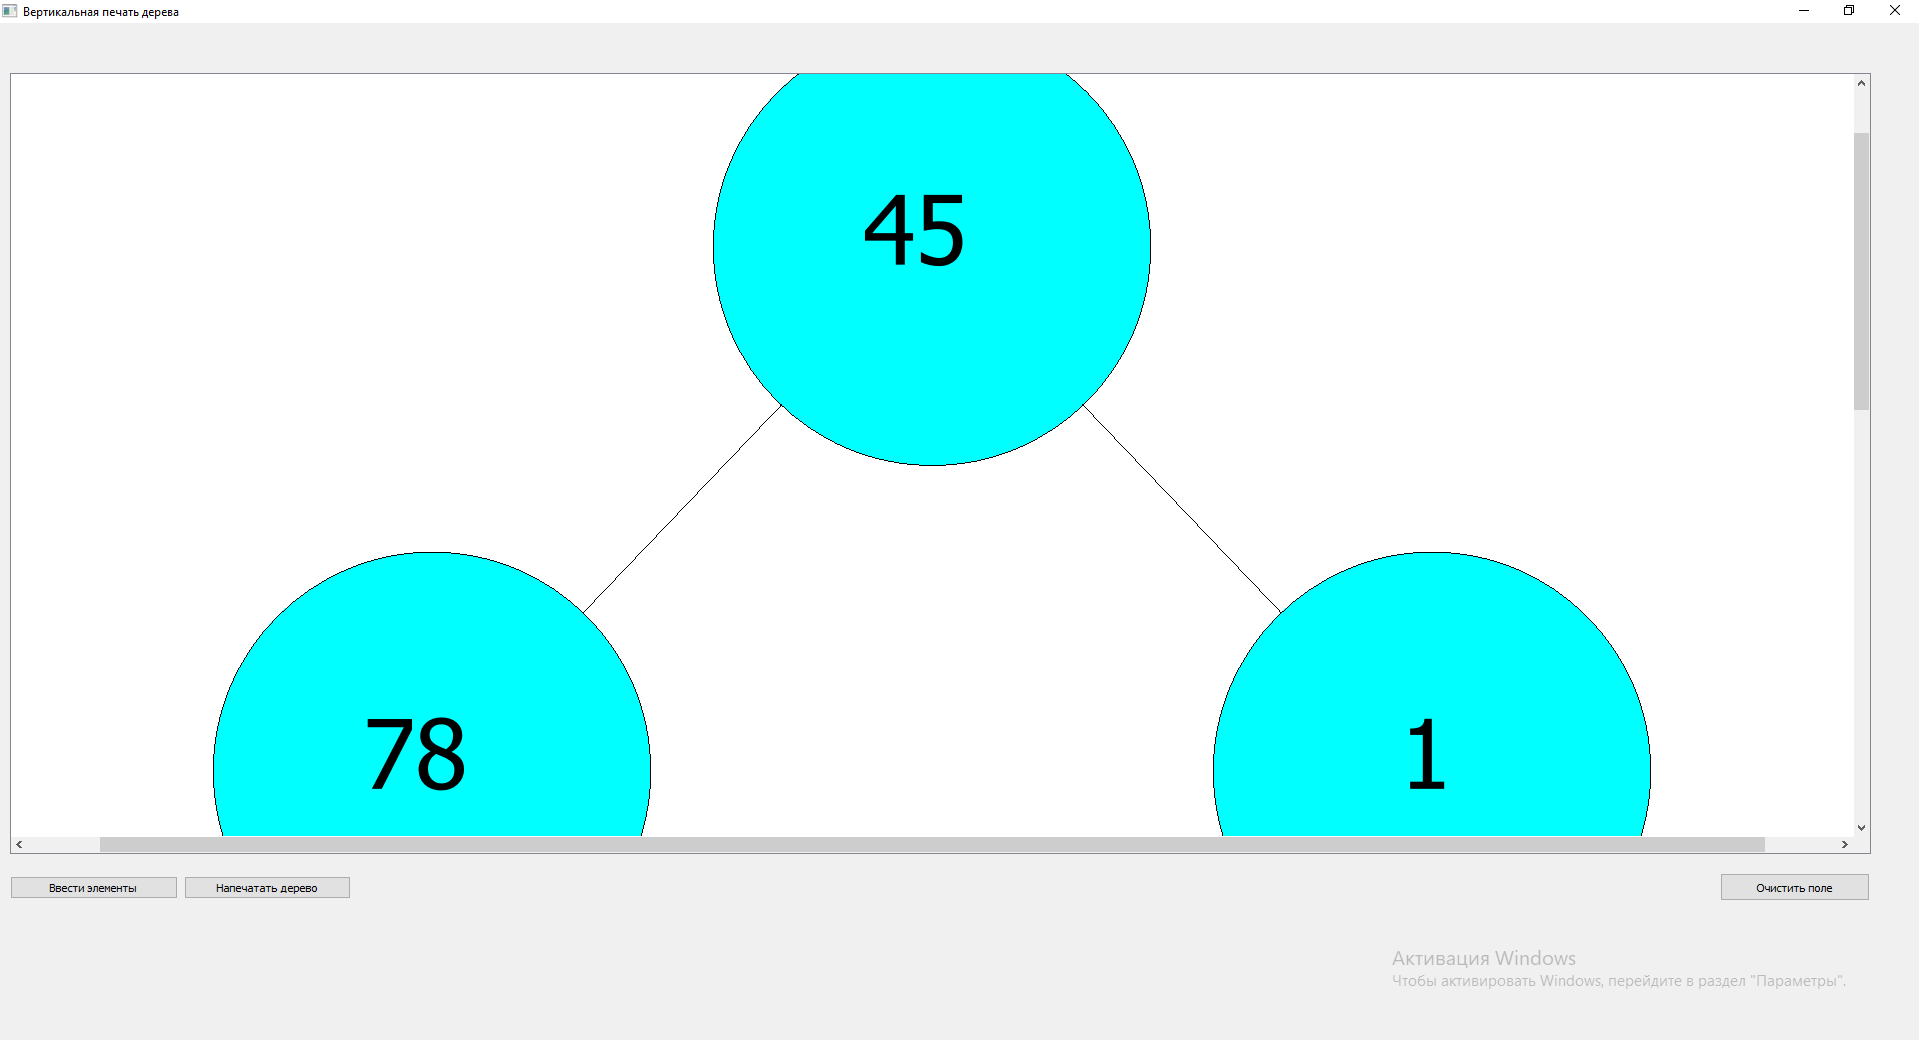 Вертикальная печать дерева
45
78
1
Ввести элементы
Напечатать дерево
Очистить поле
Активация Windows
Чтобы активировать Windows, перейдите в раздел "Параметры".